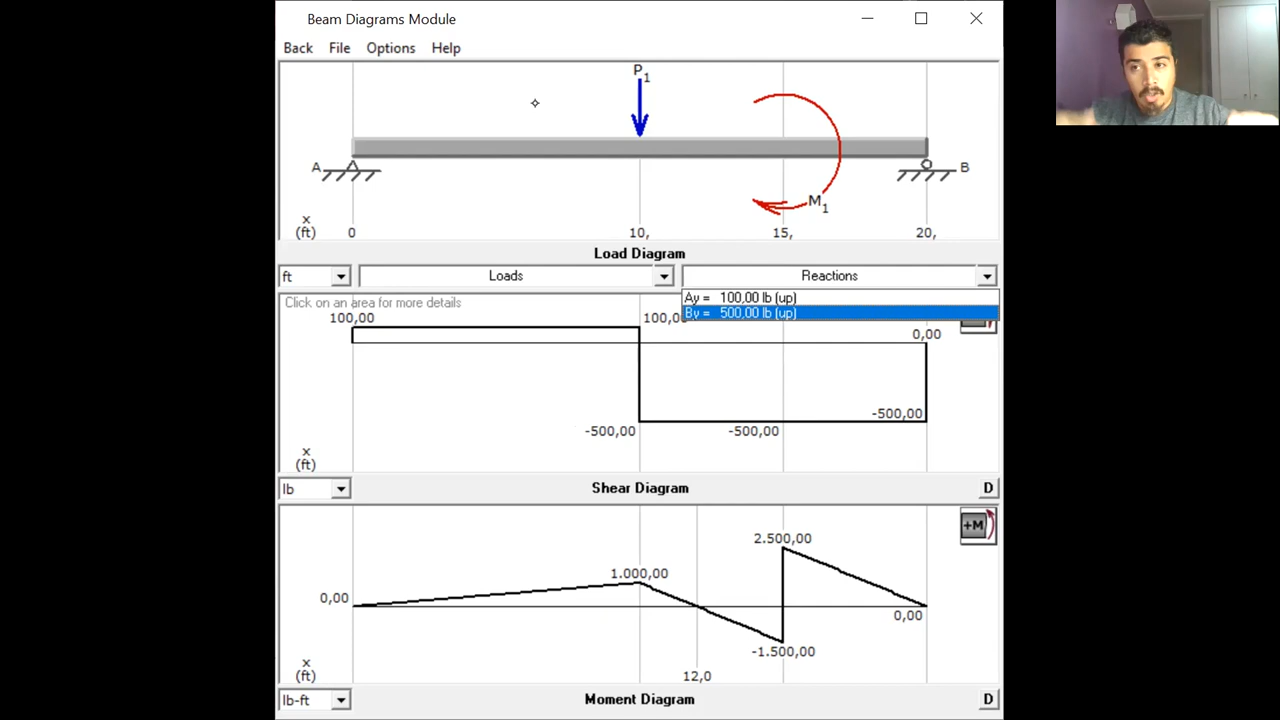 Beam Diagrams Module
Back File Options Help
P1
A
B
M1
x
(ft)
0 10, 15, 20,
Load Diagram
ft Loads Reactions
Click on an area for more details
Ay = 100,00 lb (up)
By = 500,00 lb (up)
100,00 100,00 0,00
-500,00 -500,00 -500,00
x
(ft)
lb Shear Diagram D
+M
2.500,00
1.000,00
0,00 0,00
-1.500,00
x
(ft)
12,0
lb-ft Moment Diagram D